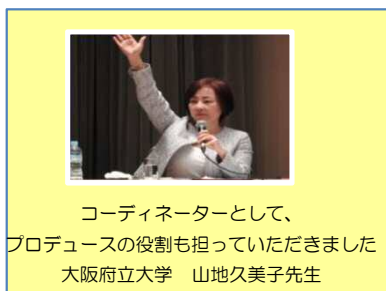 コーディネーターとして、
プロデュースの役割も担っていただきました
大阪府立大学　山地久美子先生